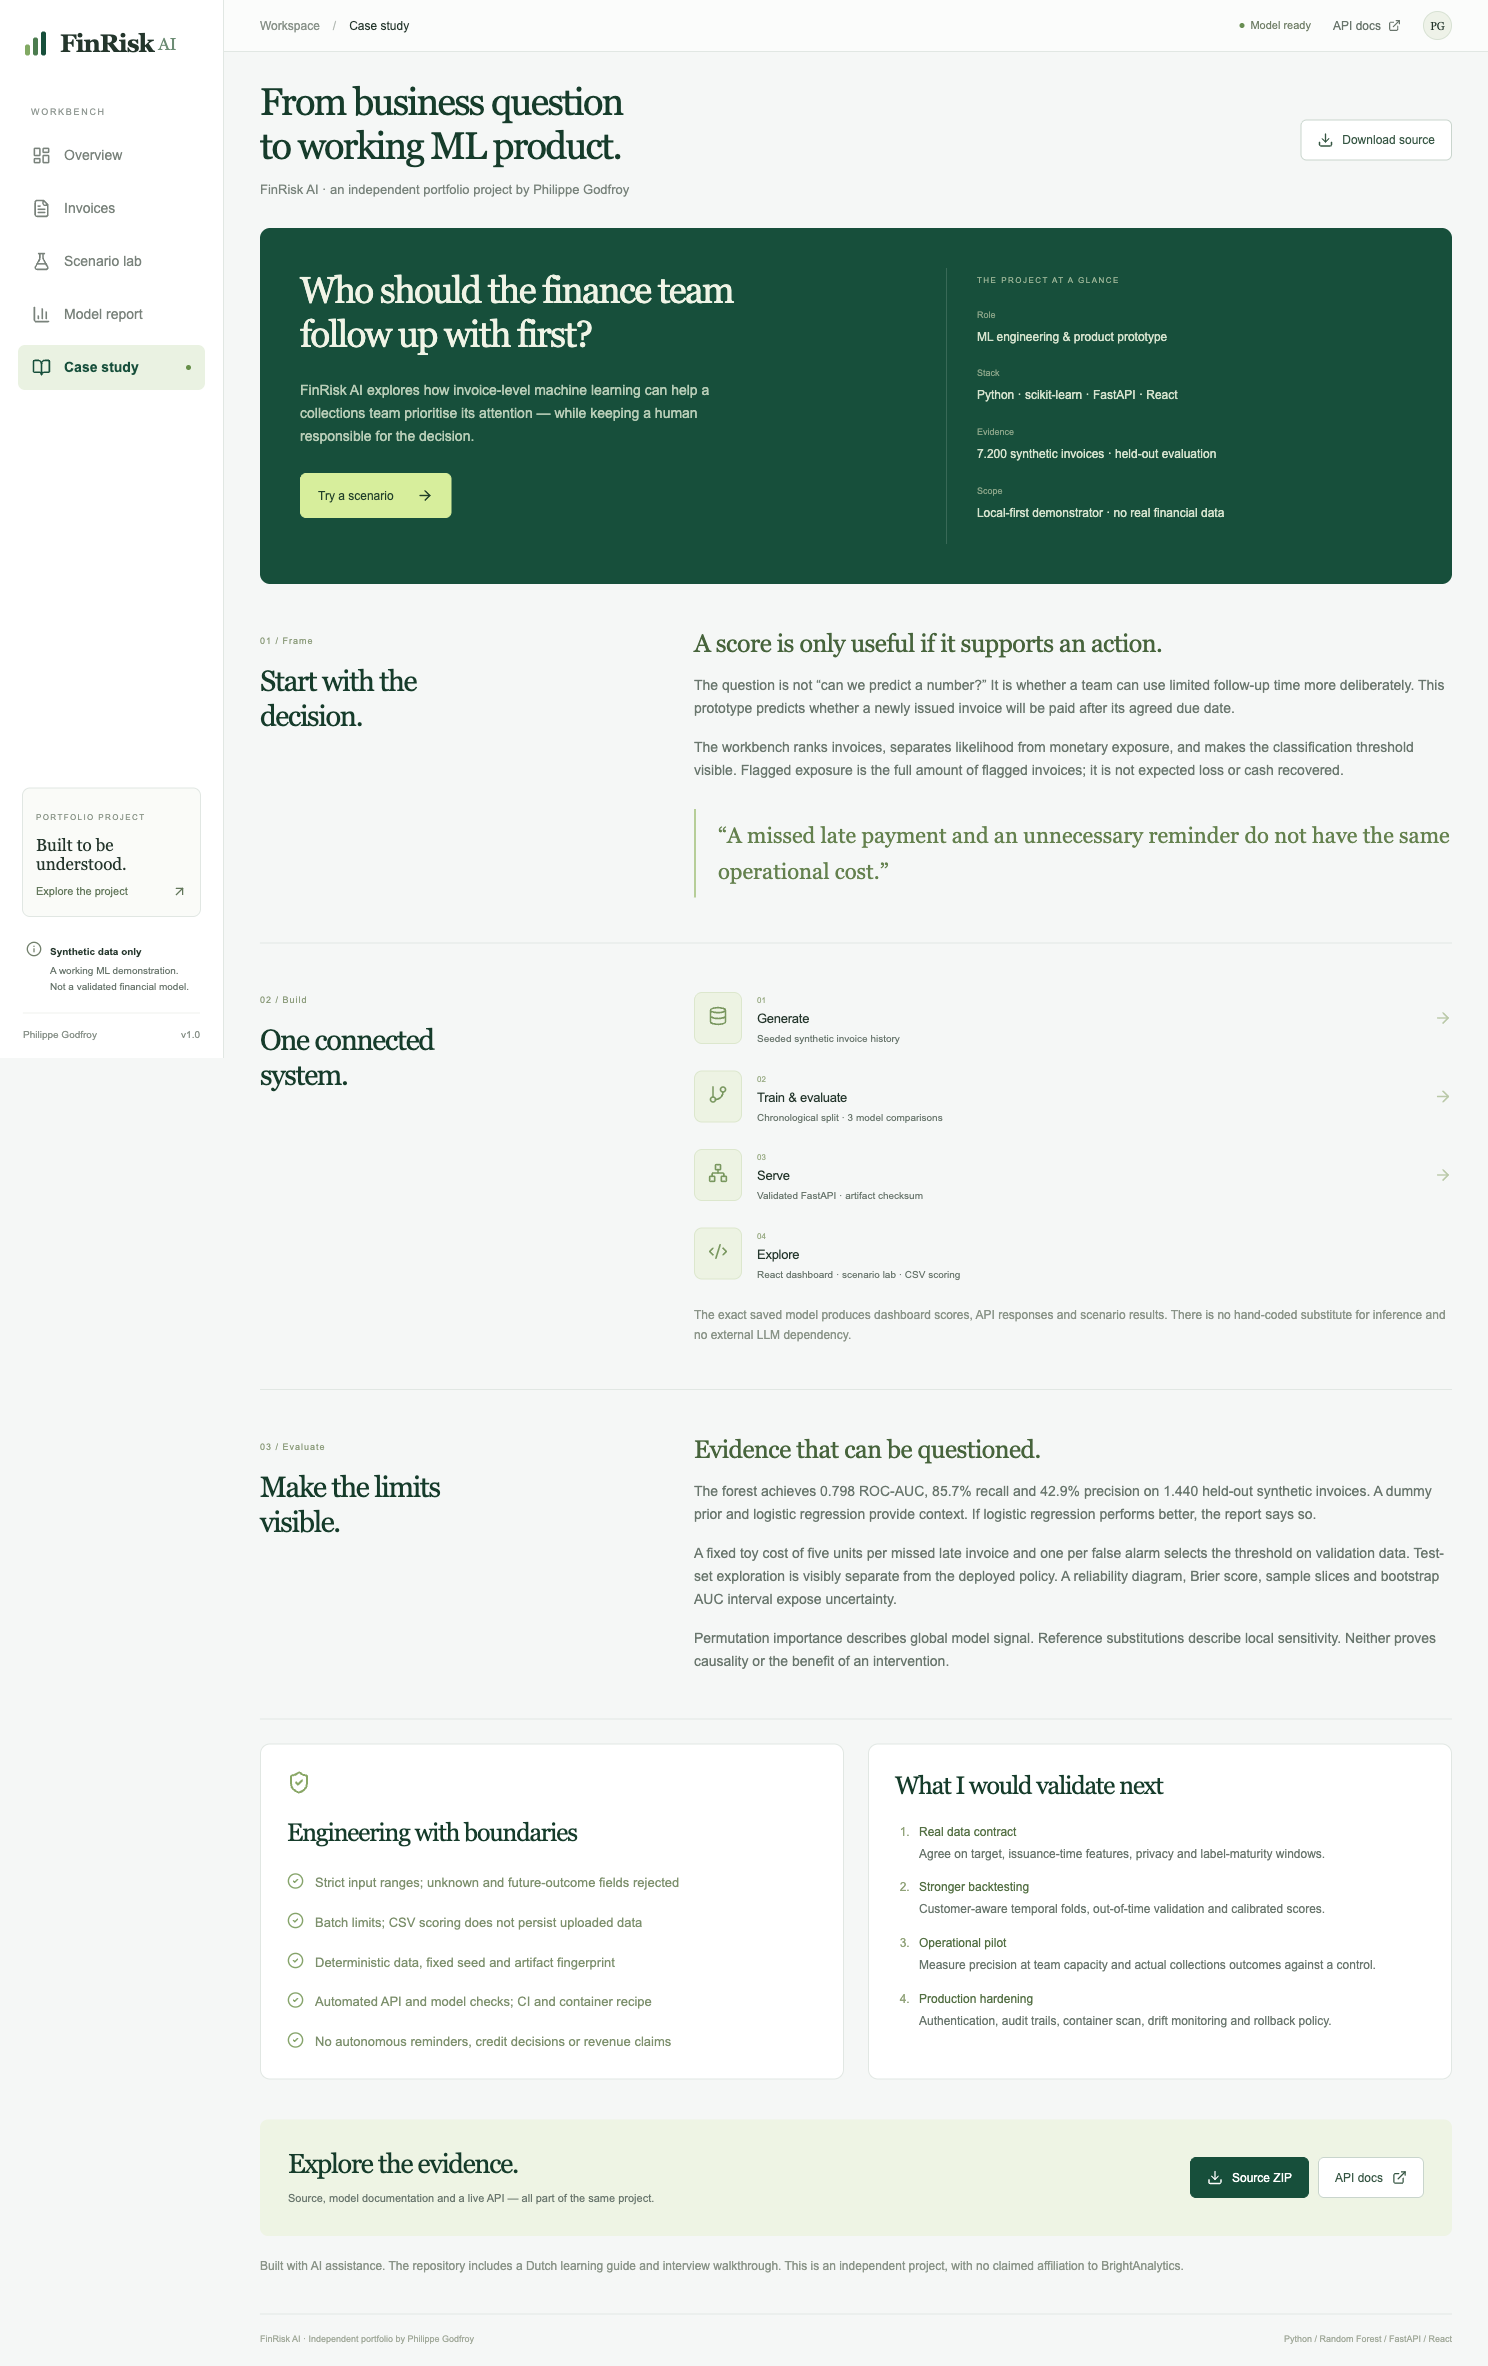 FinRisk AI
WORKBENCH
Overview
Invoices
Scenario lab
Model report
Case study
PORTFOLIO PROJECT
Built to be
understood.
Explore the project
Synthetic data only
A working ML demonstration.
Not a validated financial model.
Philippe Godfroy v1.0
Workspace / Case study
Model ready
API docs
PG
From business question
to working ML product.
FinRisk AI · an independent portfolio project by Philippe Godfroy
Download source
Who should the finance team
follow up with first?
FinRisk AI explores how invoice-level machine learning can help a
collections team prioritise its attention — while keeping a human
responsible for the decision.
Try a scenario
THE PROJECT AT A GLANCE
Role
ML engineering & product prototype
Stack
Python · scikit-learn · FastAPI · React
Evidence
7.200 synthetic invoices · held-out evaluation
Scope
Local-first demonstrator · no real financial data
01 / Frame
Start with the
decision.
A score is only useful if it supports an action.
The question is not “can we predict a number?” It is whether a team can use limited follow-up time more deliberately. This
prototype predicts whether a newly issued invoice will be paid after its agreed due date.
The workbench ranks invoices, separates likelihood from monetary exposure, and makes the classification threshold
visible. Flagged exposure is the full amount of flagged invoices; it is not expected loss or cash recovered.
“A missed late payment and an unnecessary reminder do not have the same
operational cost.”
02 / Build
One connected
system.
01
Generate
Seeded synthetic invoice history
02
Train & evaluate
Chronological split · 3 model comparisons
03
Serve
Validated FastAPI · artifact checksum
04
Explore
React dashboard · scenario lab · CSV scoring
The exact saved model produces dashboard scores, API responses and scenario results. There is no hand-coded substitute for inference and
no external LLM dependency.
03 / Evaluate
Make the limits
visible.
Evidence that can be questioned.
The forest achieves 0.798 ROC-AUC, 85.7% recall and 42.9% precision on 1.440 held-out synthetic invoices. A dummy
prior and logistic regression provide context. If logistic regression performs better, the report says so.
A fixed toy cost of five units per missed late invoice and one per false alarm selects the threshold on validation data. Test-
set exploration is visibly separate from the deployed policy. A reliability diagram, Brier score, sample slices and bootstrap
AUC interval expose uncertainty.
Permutation importance describes global model signal. Reference substitutions describe local sensitivity. Neither proves
causality or the benefit of an intervention.
Engineering with boundaries
Strict input ranges; unknown and future-outcome fields rejected
Batch limits; CSV scoring does not persist uploaded data
Deterministic data, fixed seed and artifact fingerprint
Automated API and model checks; CI and container recipe
No autonomous reminders, credit decisions or revenue claims
What I would validate next
1. Real data contract
Agree on target, issuance-time features, privacy and label-maturity windows.
2. Stronger backtesting
Customer-aware temporal folds, out-of-time validation and calibrated scores.
3. Operational pilot
Measure precision at team capacity and actual collections outcomes against a control.
4. Production hardening
Authentication, audit trails, container scan, drift monitoring and rollback policy.
Explore the evidence.
Source, model documentation and a live API — all part of the same project.
Source ZIP
API docs
Built with AI assistance. The repository includes a Dutch learning guide and interview walkthrough. This is an independent project, with no claimed affiliation to BrightAnalytics.
FinRisk AI · Independent portfolio by Philippe Godfroy
Python / Random Forest / FastAPI / React